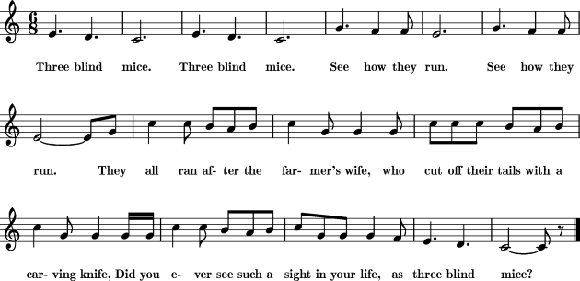 6 8
Three blind mice. Three blind mice. See how they run. See how they
run. They all ran af- ter the far- mer's wife, who cut off their tails with a
car- ving knife, Did you e- ver see such a sight in your life, as three blind mice?